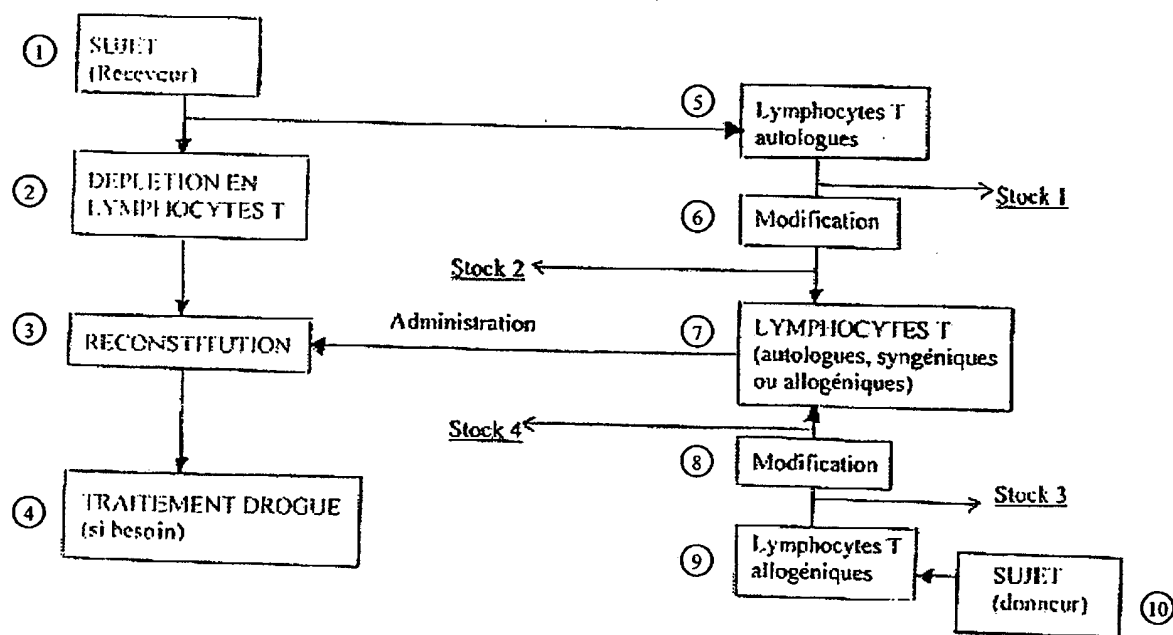 ①
SUJET
(Receveur)
②
DEPLETION EN
LYMPHOCYTES T
③
RECONSTITUTION
④
TRAITEMENT DROGUE
(si besoin)
Administration
⑤
Lymphocytes T
autologues
Stock 1
⑥
Modification
Stock 2
⑦
LYMPHOCYTES T
(autologues, syngéniques
ou allogéniques)
Stock 4
⑧
Modification
Stock 3
⑨
Lymphocytes T
allogéniques
SUJET
(donneur)
⑩